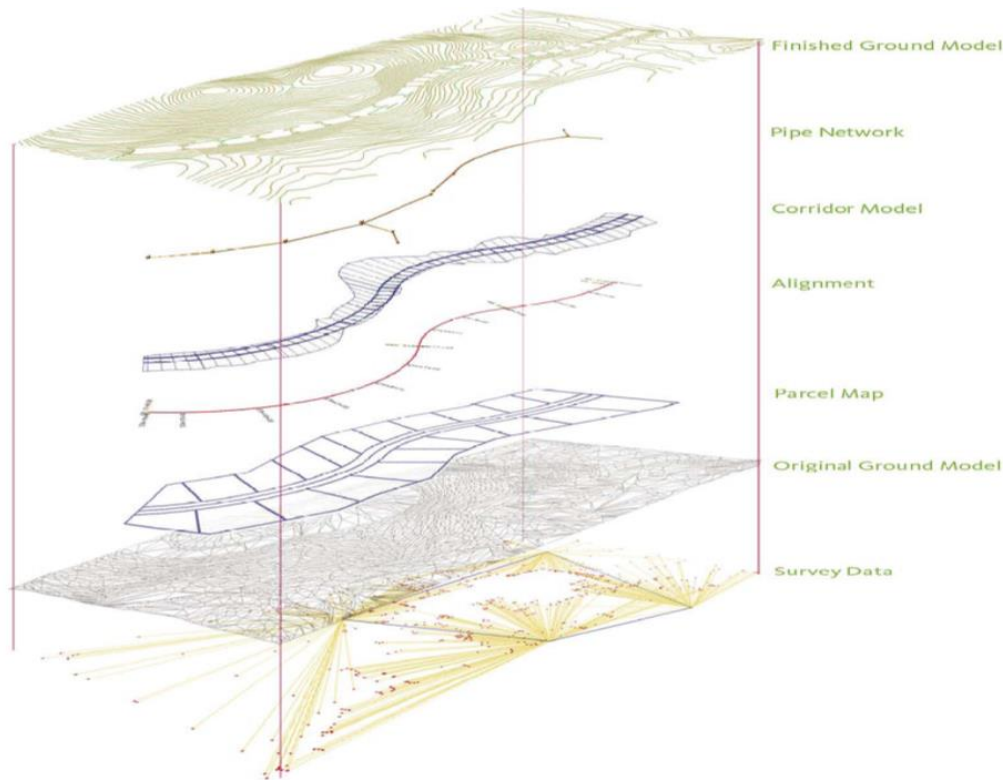 Finished Ground Model
Pipe Network
Corridor Model
Alignment
Parcel Map
Original Ground Model
Survey Data